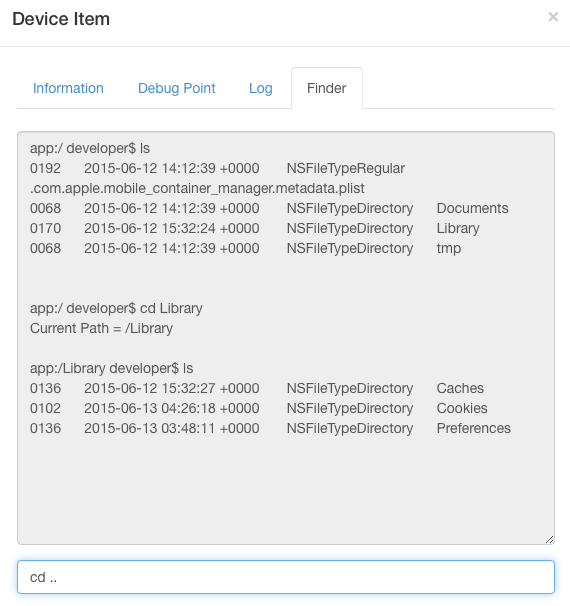 Device Item ×
Information Debug Point Log Finder
app:/ developer$ ls
0192 2015-06-12 14:12:39 +0000 NSFileTypeRegular
.com.apple.mobile_container_manager.metadata.plist
0068 2015-06-12 14:12:39 +0000 NSFileTypeDirectory Documents
0170 2015-06-12 15:32:24 +0000 NSFileTypeDirectory Library
0068 2015-06-12 14:12:39 +0000 NSFileTypeDirectory tmp
app:/ developer$ cd Library
Current Path = /Library
app:/Library developer$ ls
0136 2015-06-12 15:32:27 +0000 NSFileTypeDirectory Caches
0102 2015-06-13 04:26:18 +0000 NSFileTypeDirectory Cookies
0136 2015-06-13 03:48:11 +0000 NSFileTypeDirectory Preferences
cd ..